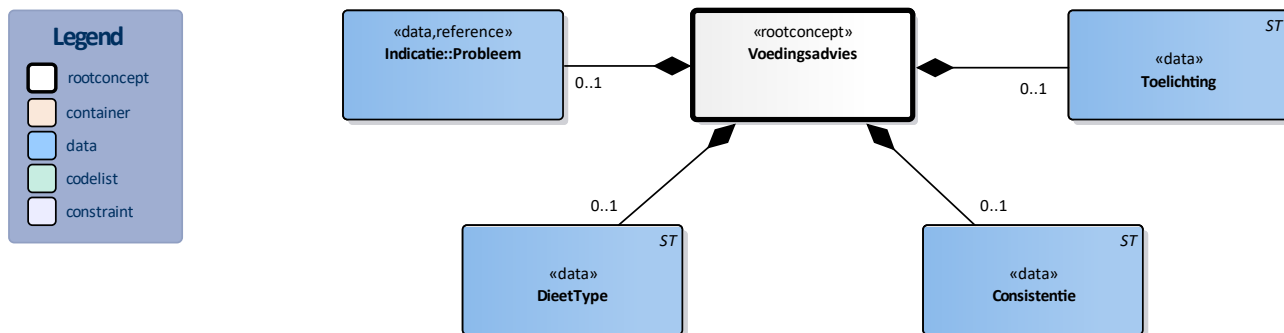 Legend
rootconcept
container
data
codelist
constraint
«data,reference»
Indicatie::Probleem
0..1
«rootconcept»
Voedingsadvies
ST
«data»
Toelichting
0..1
0..1
ST
«data»
DieetType
0..1
ST
«data»
Consistentie